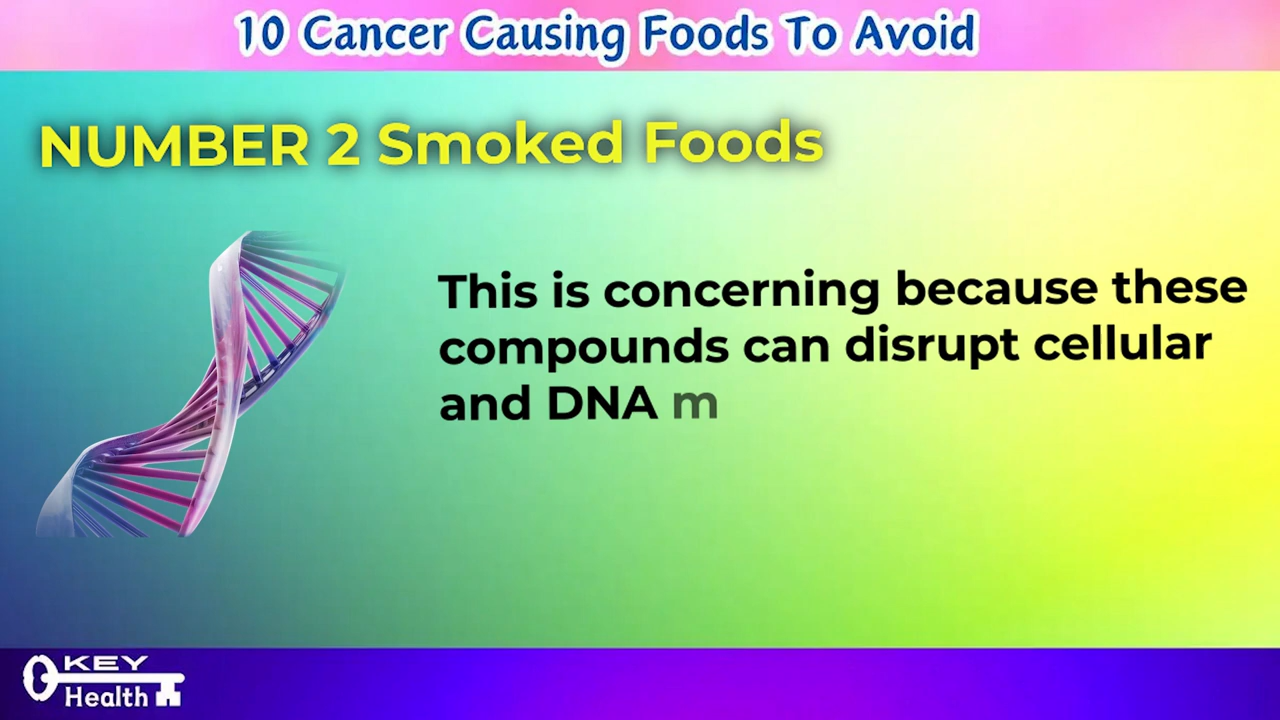 10 Cancer Causing Foods To Avoid
NUMBER 2 Smoked Foods
This is concerning because these
compounds can disrupt cellular
and DNA m
KEY
Health